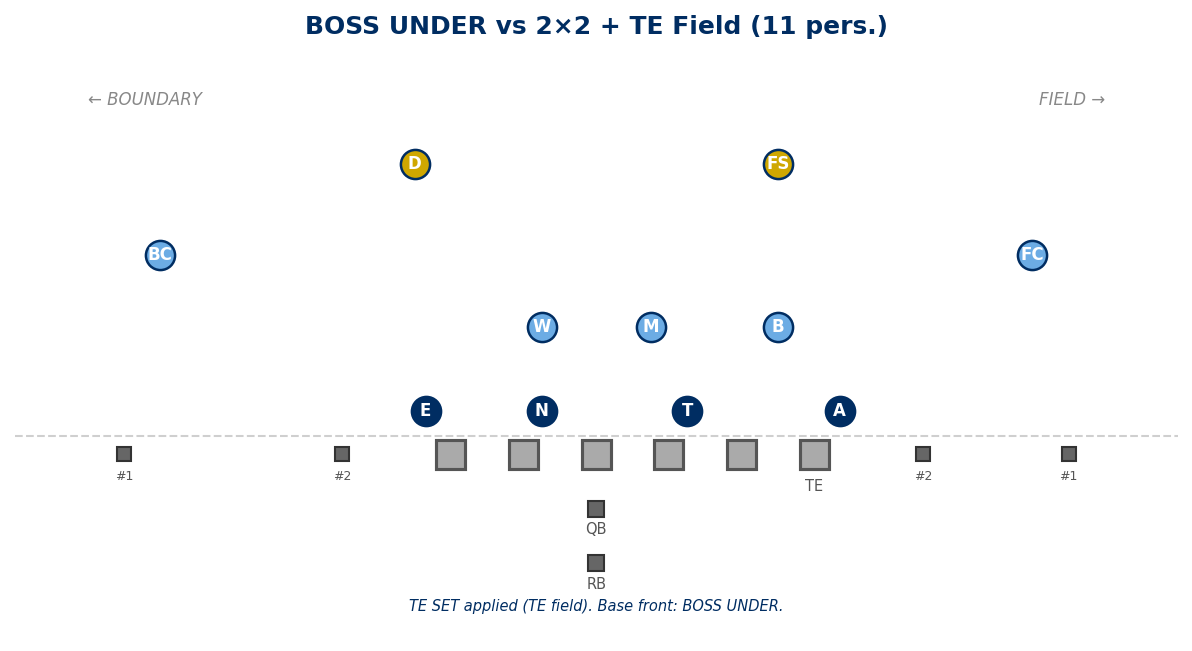 BOSS UNDER vs 2×2 + TE Field (11 pers.)
← BOUNDARY
FIELD →
D
FS
BC
FC
W
M
B
E
N
T
A
#1
#2
TE
#2
#1
QB
RB
TE SET applied (TE field). Base front: BOSS UNDER.